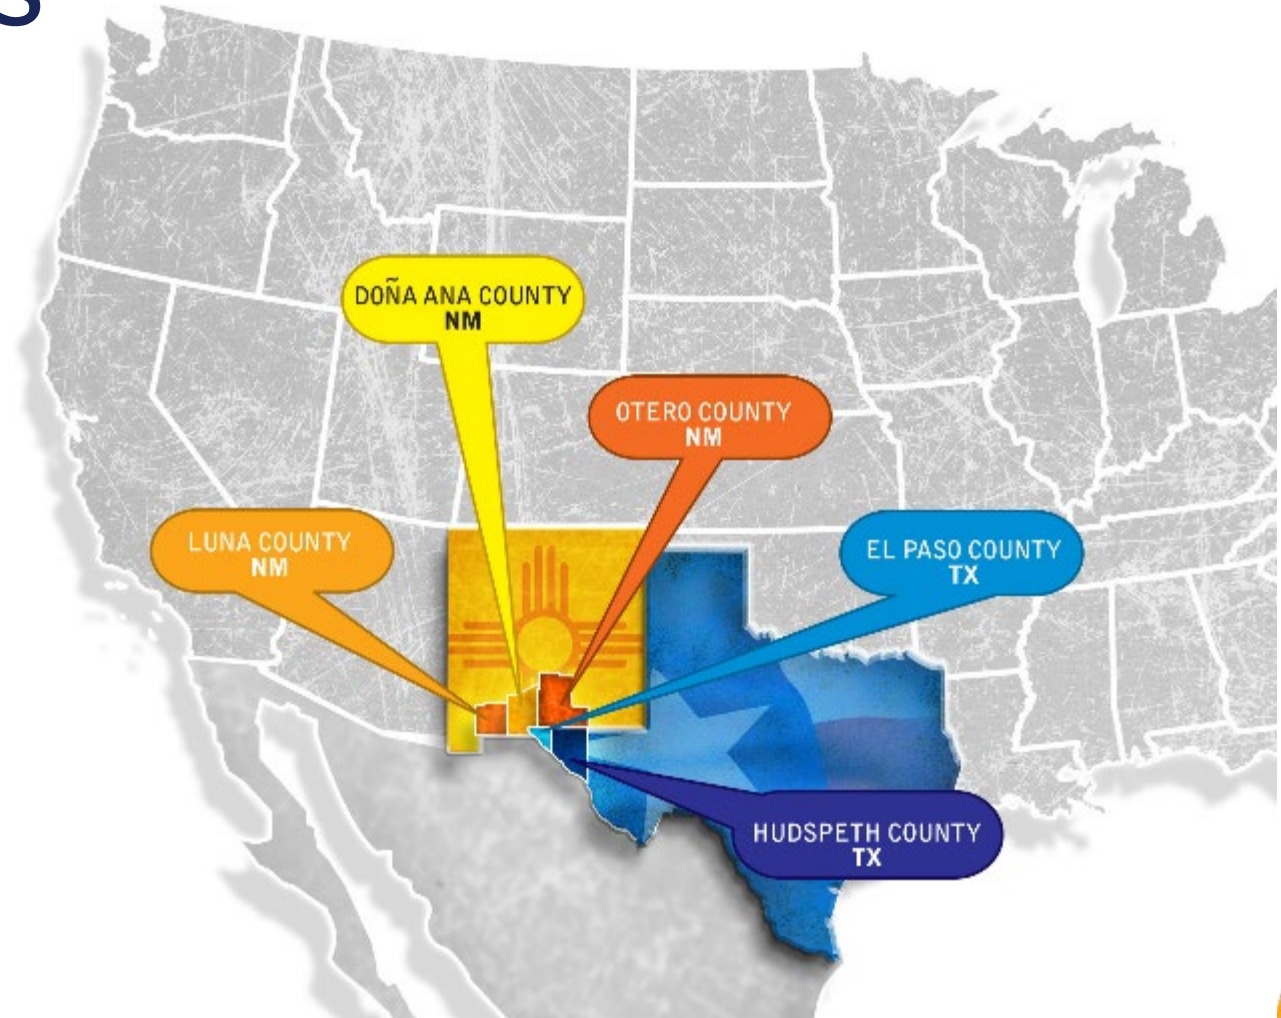 S
DOÑA ANA COUNTY
NM
OTERO COUNTY
NM
LUNA COUNTY
NM
EL PASO COUNTY
TX
HUDSPETH COUNTY
TX